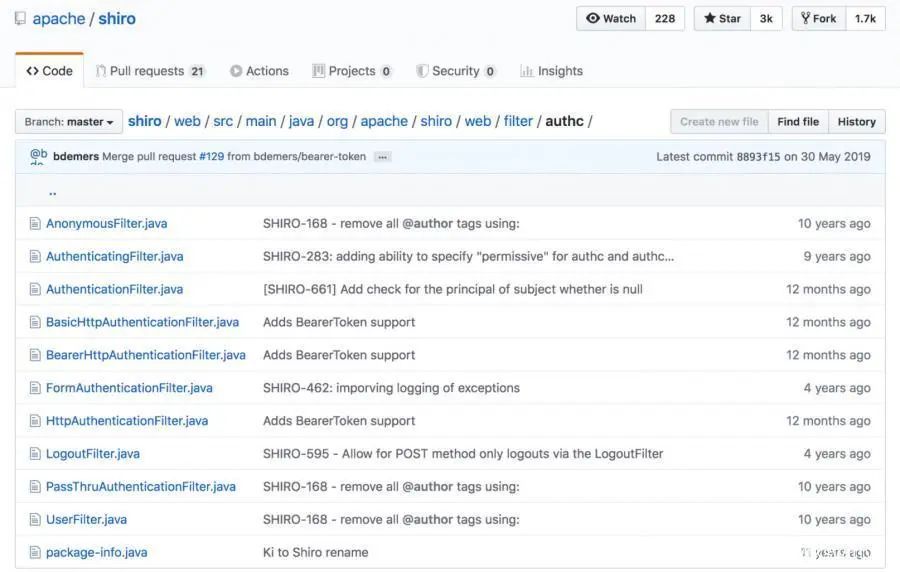 apache / shiro
Watch 228 Star 3k Fork 1.7k
Code Pull requests 21 Actions Projects 0 Security 0 Insights
Branch: master shiro / web / src / main / java / org / apache / shiro / web / filter / authc / Create new file Find file History
bdemers Merge pull request #129 from bdemers/bearer-token ... Latest commit 8893f15 on 30 May 2019
..
AnonymousFilter.java SHIRO-168 - remove all @author tags using: 10 years ago
AuthenticatingFilter.java SHIRO-283: adding ability to specify "permissive" for authc and authc... 9 years ago
AuthenticationFilter.java [SHIRO-661] Add check for the principal of subject whether is null 12 months ago
BasicHttpAuthenticationFilter.java Adds BearerToken support 12 months ago
BearerHttpAuthenticationFilter.java Adds BearerToken support 12 months ago
FormAuthenticationFilter.java SHIRO-462: imporving logging of exceptions 4 years ago
HttpAuthenticationFilter.java Adds BearerToken support 12 months ago
LogoutFilter.java SHIRO-595 - Allow for POST method only logouts via the LogoutFilter 4 years ago
PassThruAuthenticationFilter.java SHIRO-168 - remove all @author tags using: 10 years ago
UserFilter.java SHIRO-168 - remove all @author tags using: 10 years ago
package-info.java Ki to Shiro rename 11 years ago